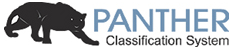 PANTHER
Classification System